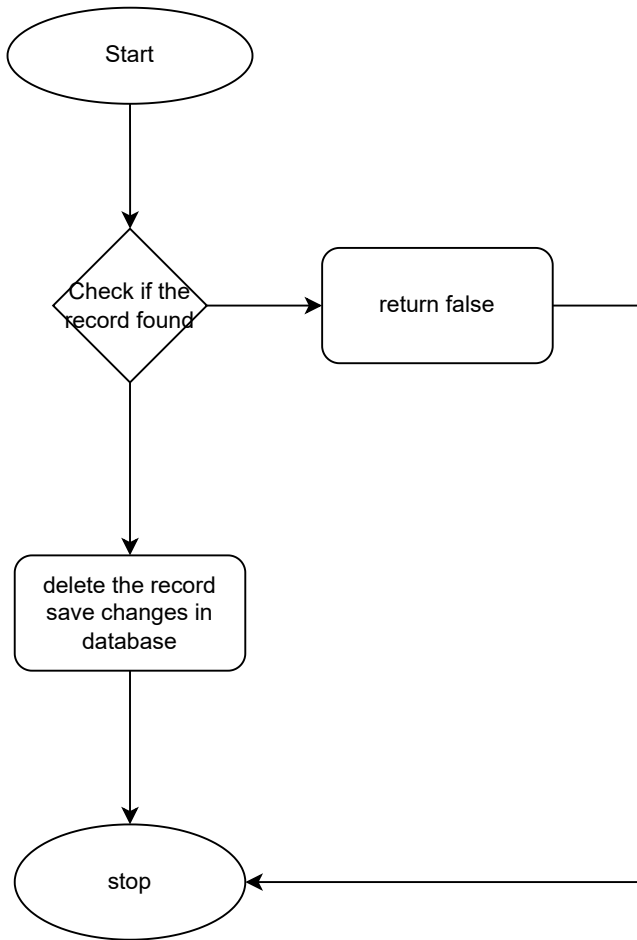 Start
Check if the
record found
return false
delete the record
save changes in
database
stop